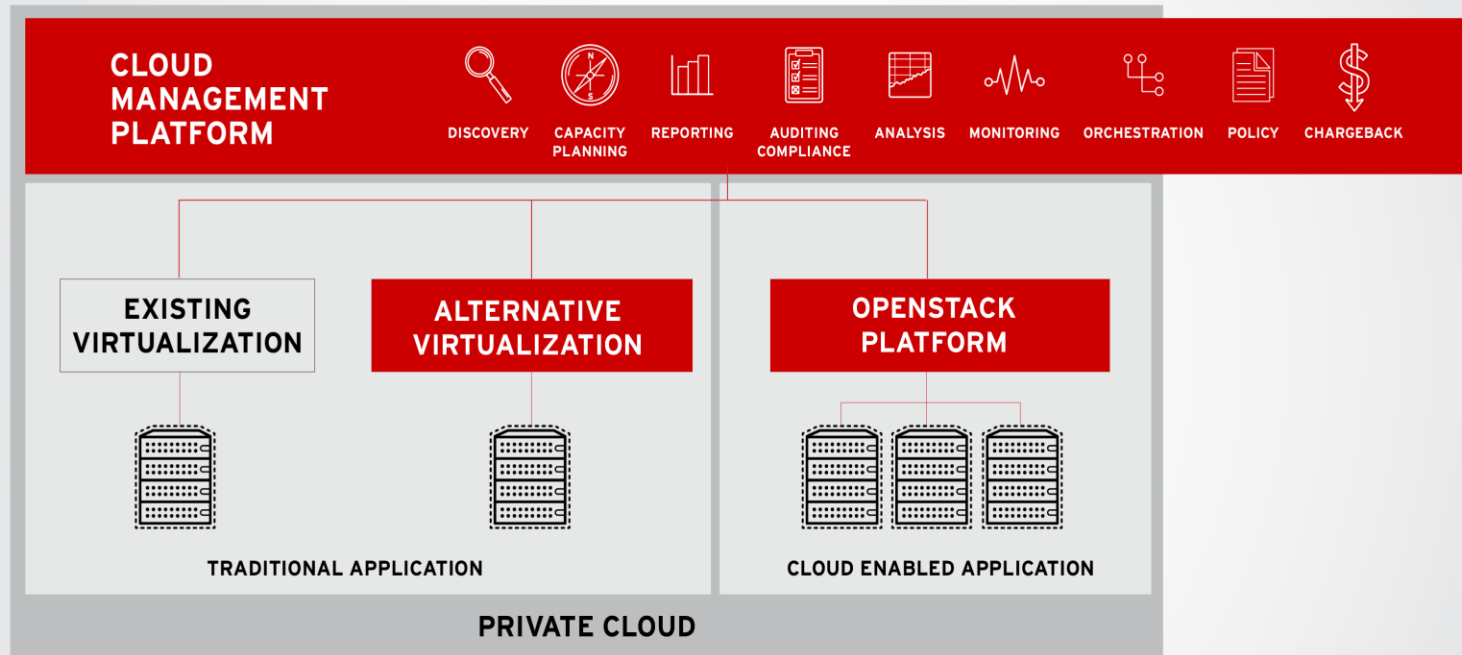 CLOUD
MANAGEMENT
PLATFORM
DISCOVERY
CAPACITY
PLANNING
REPORTING
AUDITING
COMPLIANCE
ANALYSIS
MONITORING
ORCHESTRATION
POLICY
CHARGEBACK
EXISTING
VIRTUALIZATION
ALTERNATIVE
VIRTUALIZATION
OPENSTACK
PLATFORM
TRADITIONAL APPLICATION
CLOUD ENABLED APPLICATION
PRIVATE CLOUD